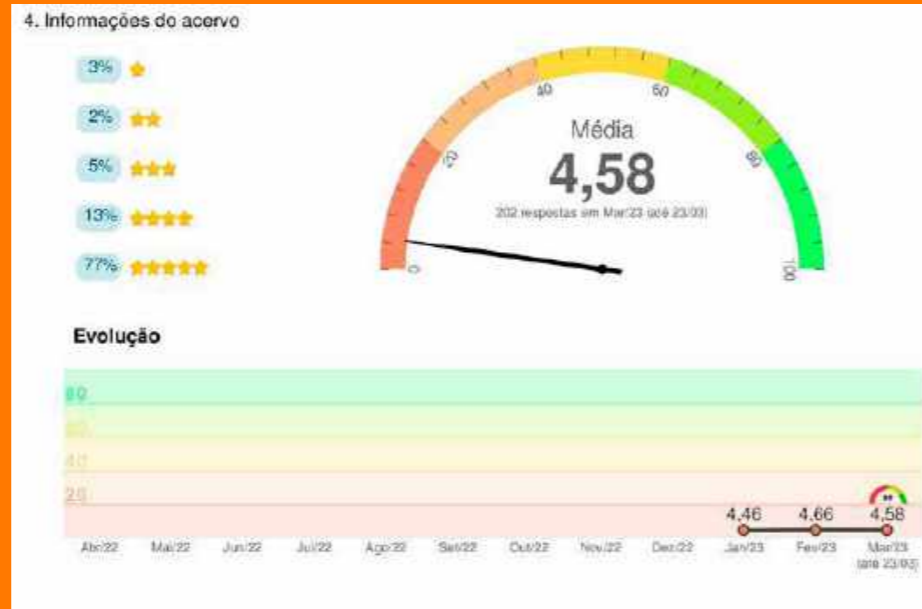 4. Informações do acervo
3%
2%
5%
13%
77%
0
20
40
60
80
100
Média
4,58
202 respostas em Mar/23 (até 23/03)
Evolução
80
60
40
20
4,46 4,66 4,58
Abr/22 Mai/22 Jun/22 Jul/22 Ago/22 Set/22 Out/22 Nov/22 Dez/22 Jan/23 Fev/23 Mar/23
(até 23/03)